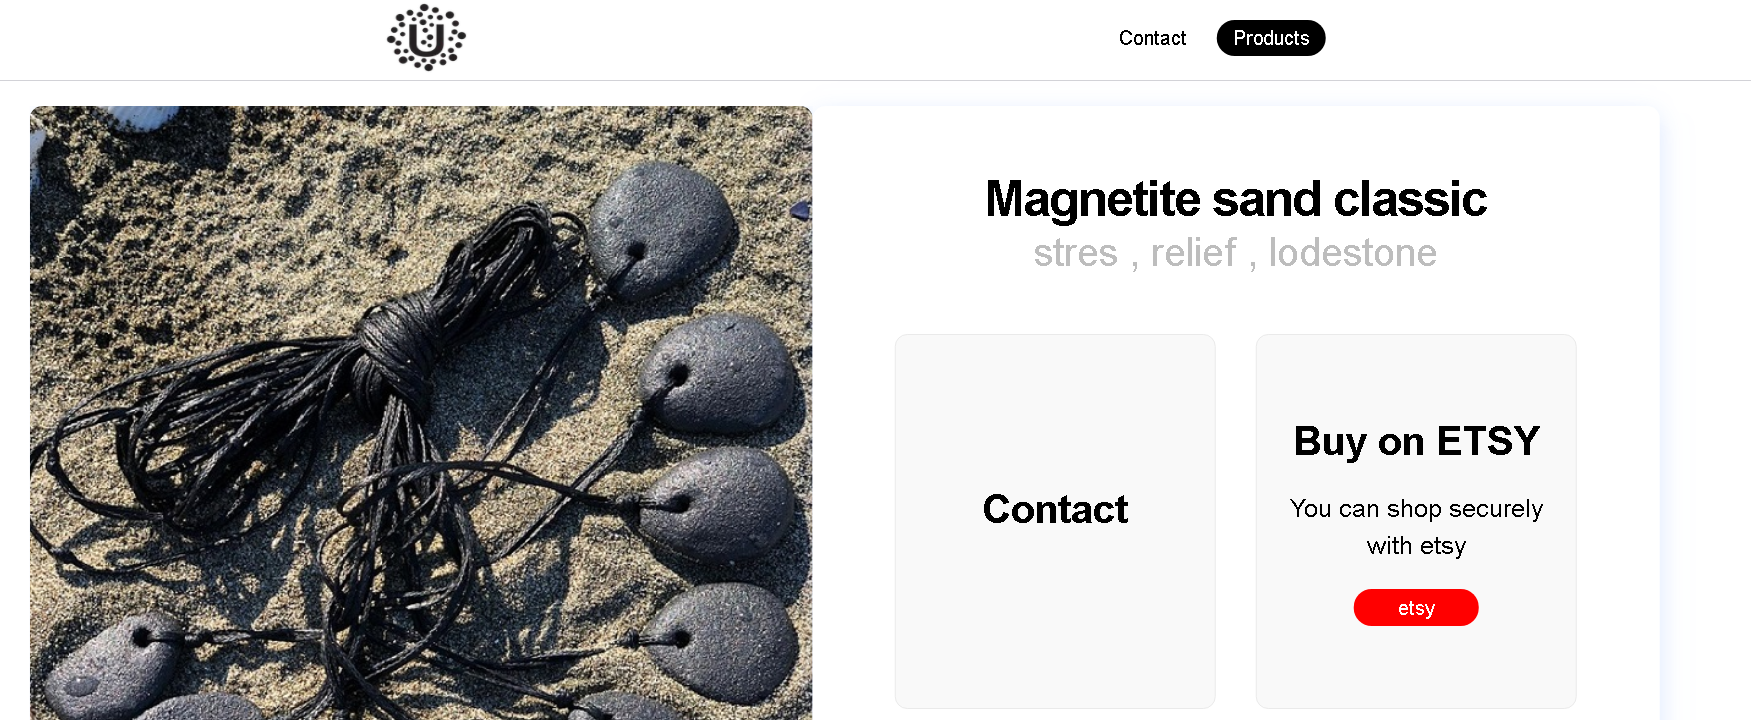 U
Contact
Products
Magnetite sand classic
stres , relief , lodestone
Contact
Buy on ETSY
You can shop securely
with etsy
etsy